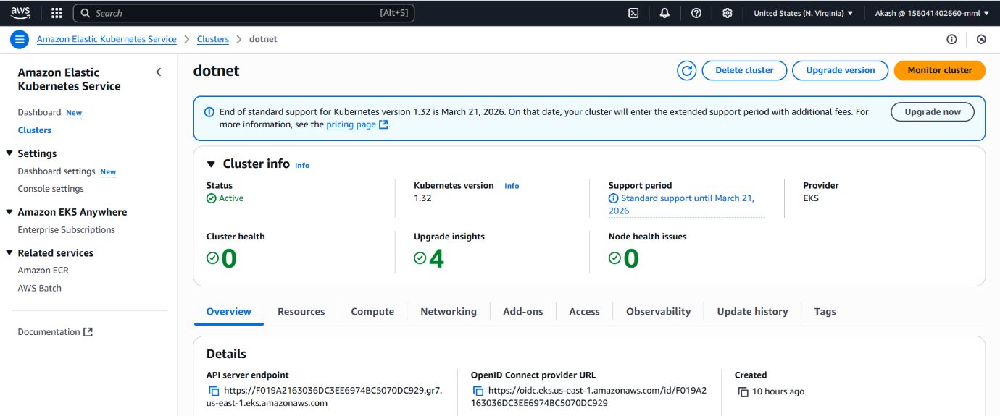 aws
Search [Alt+S]
United States (N. Virginia) ▼
Akash @ 156041402660-mml ▼
Amazon Elastic Kubernetes Service > Clusters > dotnet
Amazon Elastic
Kubernetes Service
Dashboard New
Clusters
Settings
Dashboard settings New
Console settings
Amazon EKS Anywhere
Enterprise Subscriptions
Related services
Amazon ECR
AWS Batch
Documentation
dotnet
Delete cluster
Upgrade version
Monitor cluster
End of standard support for Kubernetes version 1.32 is March 21, 2026. On that date, your cluster will enter the extended support period with additional fees. For
more information, see the pricing page.
Upgrade now
Cluster info Info
Status
Active
Kubernetes version Info
1.32
Support period
Standard support until March 21,
2026
Provider
EKS
Cluster health
0
Upgrade insights
4
Node health issues
0
Overview Resources Compute Networking Add-ons Access Observability Update history Tags
Details
API server endpoint
https://F019A2163036DC3EE6974BC5070DC929.gr7.
us-east-1.eks.amazonaws.com
OpenID Connect provider URL
https://oidc.eks.us-east-1.amazonaws.com/id/F019A2
163036DC3EE6974BC5070DC929
Created
10 hours ago